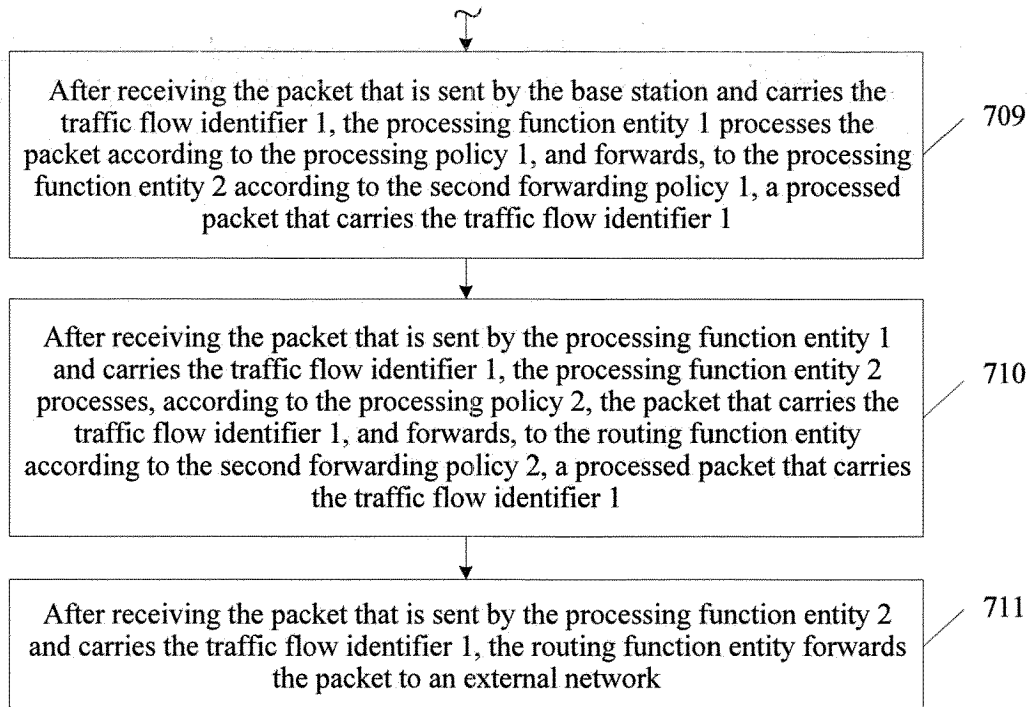 After receiving the packet that is sent by the base station and carries the
traffic flow identifier 1, the processing function entity 1 processes the
packet according to the processing policy 1, and forwards, to the processing
function entity 2 according to the second forwarding policy 1, a processed
packet that carries the traffic flow identifier 1
709
After receiving the packet that is sent by the processing function entity 1
and carries the traffic flow identifier 1, the processing function entity 2
processes, according to the processing policy 2, the packet that carries the
traffic flow identifier 1, and forwards, to the routing function entity
according to the second forwarding policy 2, a processed packet that carries
the traffic flow identifier 1
710
After receiving the packet that is sent by the processing function entity 2
and carries the traffic flow identifier 1, the routing function entity forwards
the packet to an external network
711